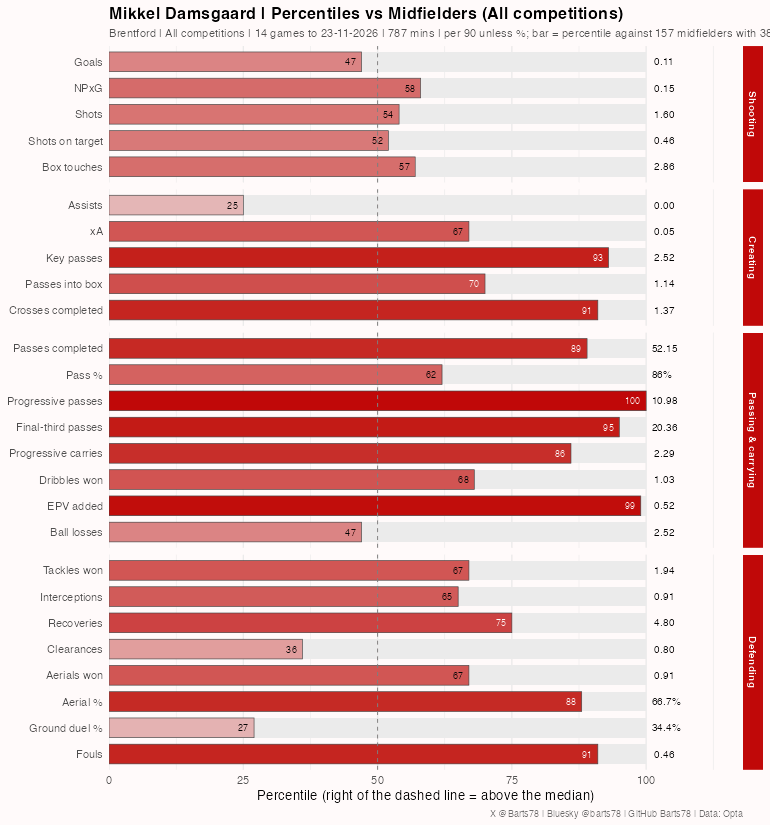 Mikkel Damsgaard | Percentiles vs Midfielders (All competitions)
Brentford | All competitions | 14 games to 23-11-2026 | 787 mins | per 90 unless %; bar = percentile against 157 midfielders with 38
Goals 47 0.11
NPxG 58 0.15
Shots 54 1.60
Shots on target 52 0.46
Box touches 57 2.86
Shooting
Assists 25 0.00
xA 67 0.05
Key passes 93 2.52
Passes into box 70 1.14
Crosses completed 91 1.37
Creating
Passes completed 89 52.15
Pass % 62 86%
Progressive passes 100 10.98
Final-third passes 95 20.36
Progressive carries 86 2.29
Dribbles won 68 1.03
EPV added 99 0.52
Ball losses 47 2.52
Passing & carrying
Tackles won 67 1.94
Interceptions 65 0.91
Recoveries 75 4.80
Clearances 36 0.80
Aerials won 67 0.91
Aerial % 88 66.7%
Ground duel % 27 34.4%
Fouls 91 0.46
Defending
0 25 50 75 100
Percentile (right of the dashed line = above the median)
X @Barts78 | Bluesky @barts78 | GitHub Barts78 | Data: Opta